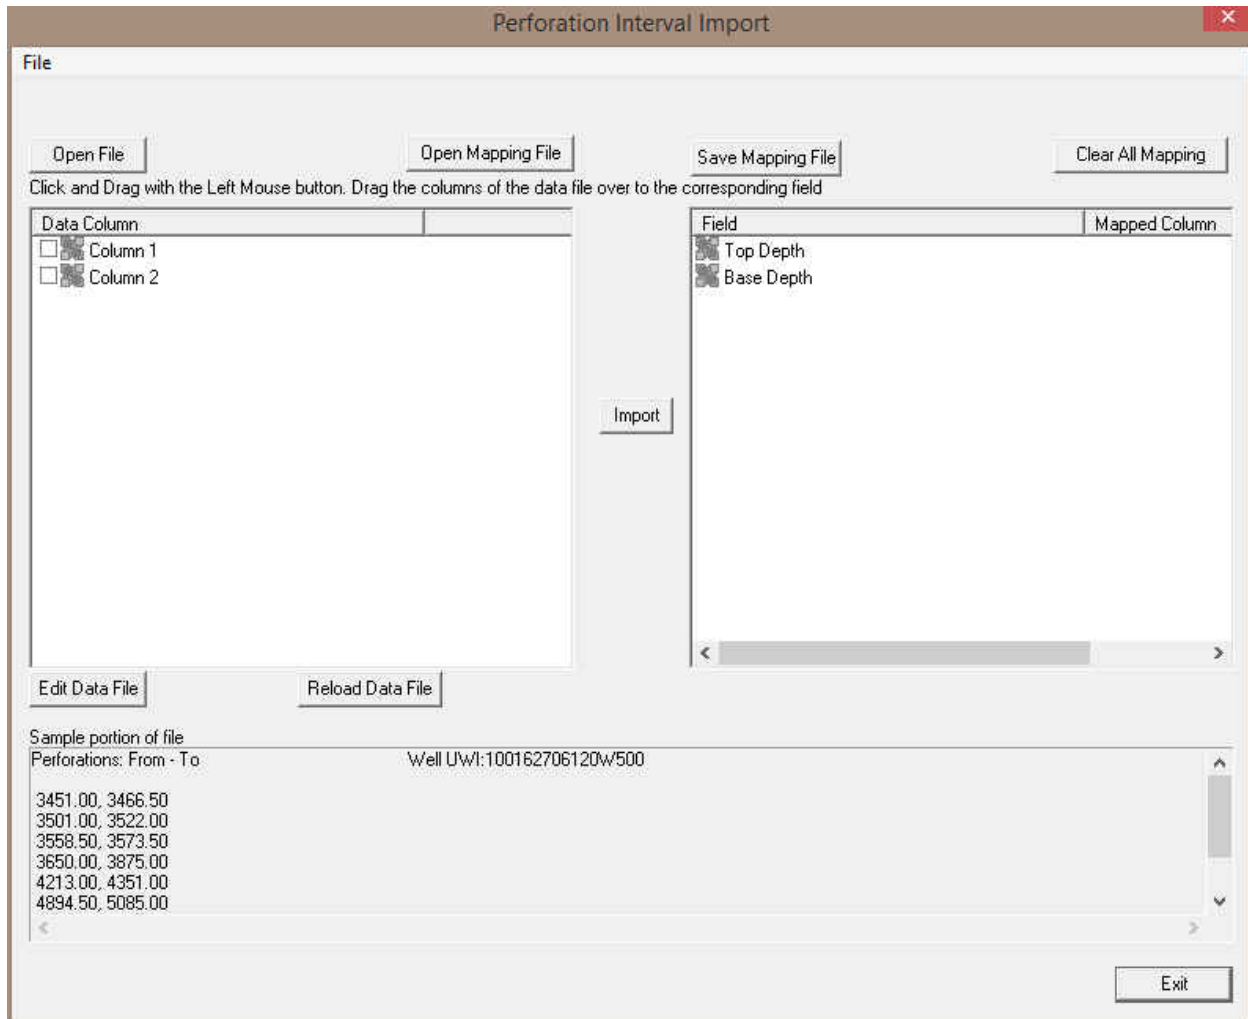 Perforation Interval Import
File
Open File
Open Mapping File
Save Mapping File
Clear All Mapping
Click and Drag with the Left Mouse button. Drag the columns of the data file over to the corresponding field
Data Column
Field
Mapped Column
Column 1
Column 2
Top Depth
Base Depth
Import
Edit Data File
Reload Data File
Sample portion of file
Perforations: From - To Well UWI:100162706120W500
3451.00, 3466.50
3501.00, 3522.00
3558.50, 3573.50
3650.00, 3875.00
4213.00, 4351.00
4894.50, 5085.00
Exit